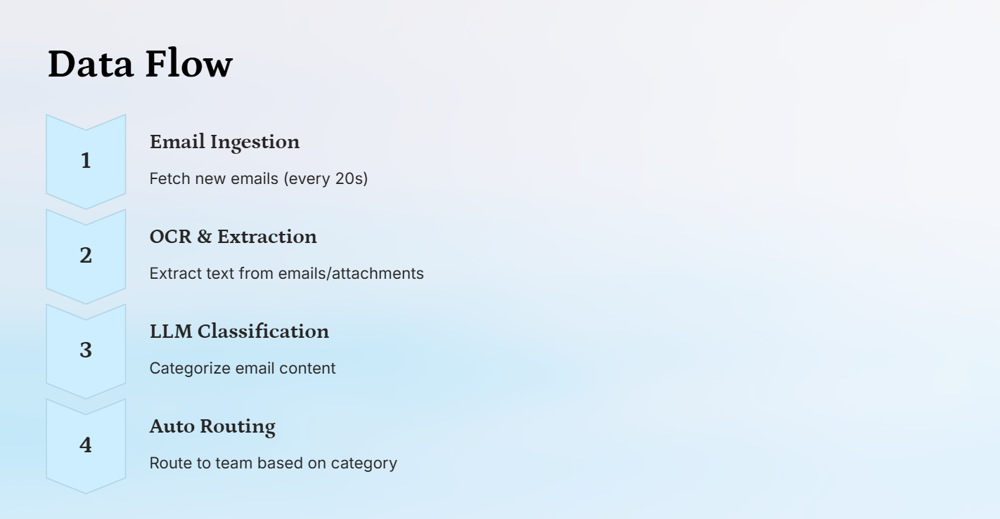 Data Flow
1
Email Ingestion
Fetch new emails (every 20s)
2
OCR & Extraction
Extract text from emails/attachments
3
LLM Classification
Categorize email content
4
Auto Routing
Route to team based on category